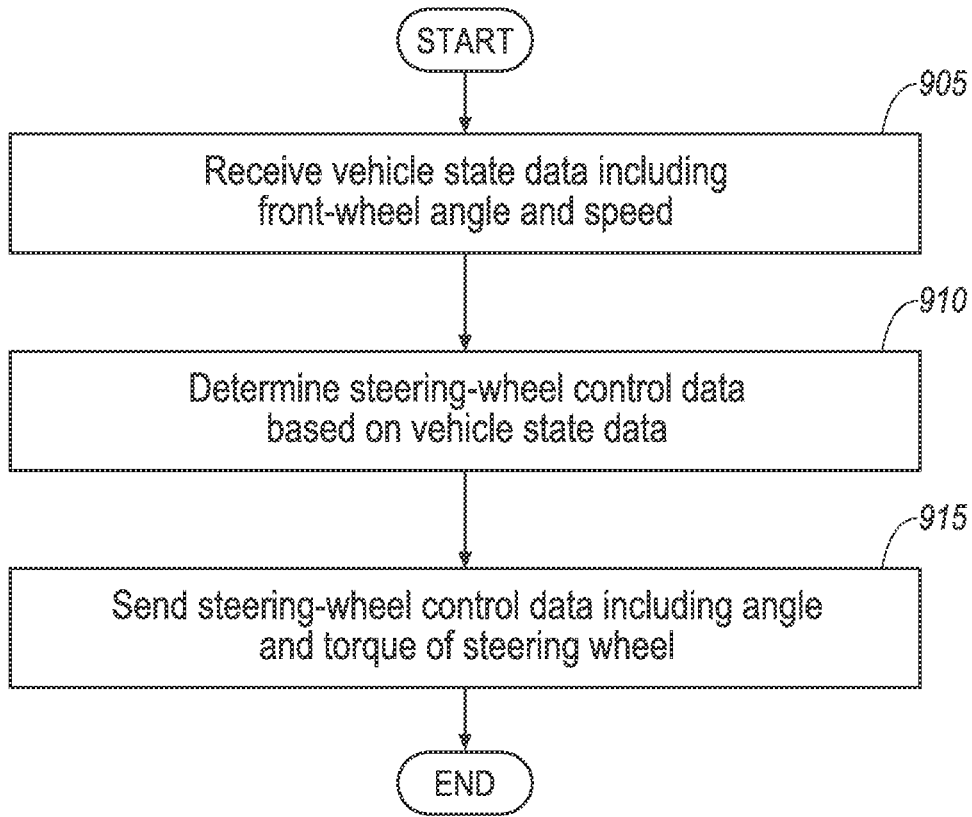 START
905
Receive vehicle state data including
front-wheel angle and speed
910
Determine steering-wheel control data
based on vehicle state data
915
Send steering-wheel control data including angle
and torque of steering wheel
END